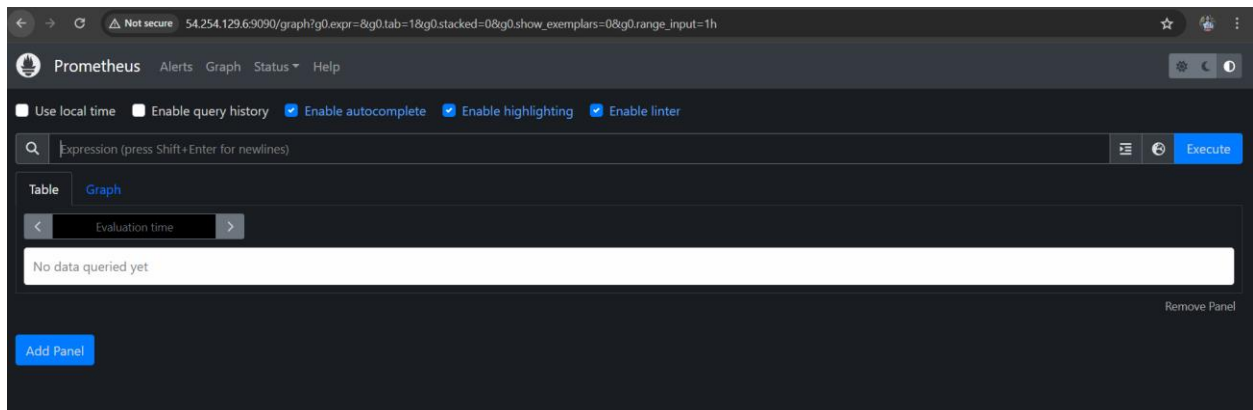 Not secure 54.254.129.6:9090/graph?g0.expr=&g0.tab=1&g0.stacked=0&g0.show_exemplars=0&g0.range_input=1h
Prometheus Alerts Graph Status Help
Use local time Enable query history Enable autocomplete Enable highlighting Enable linter
Expression (press Shift+Enter for newlines) Execute
Table Graph
Evaluation time
No data queried yet
Remove Panel
Add Panel